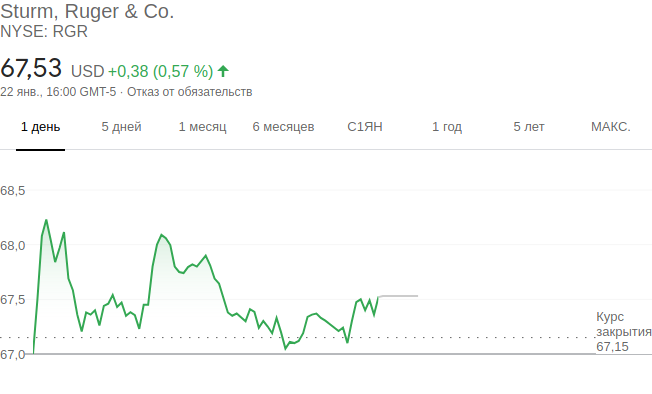 Sturm, Ruger & Co.
NYSE: RGR
67,53 USD +0,38 (0,57 %)
22 янв., 16:00 GMT-5 · Отказ от обязательств
1 день 5 дней 1 месяц 6 месяцев С1ЯН 1 год 5 лет МАКС.
68,5
68,0
67,5
Курс
закрытия
67,15
67,0